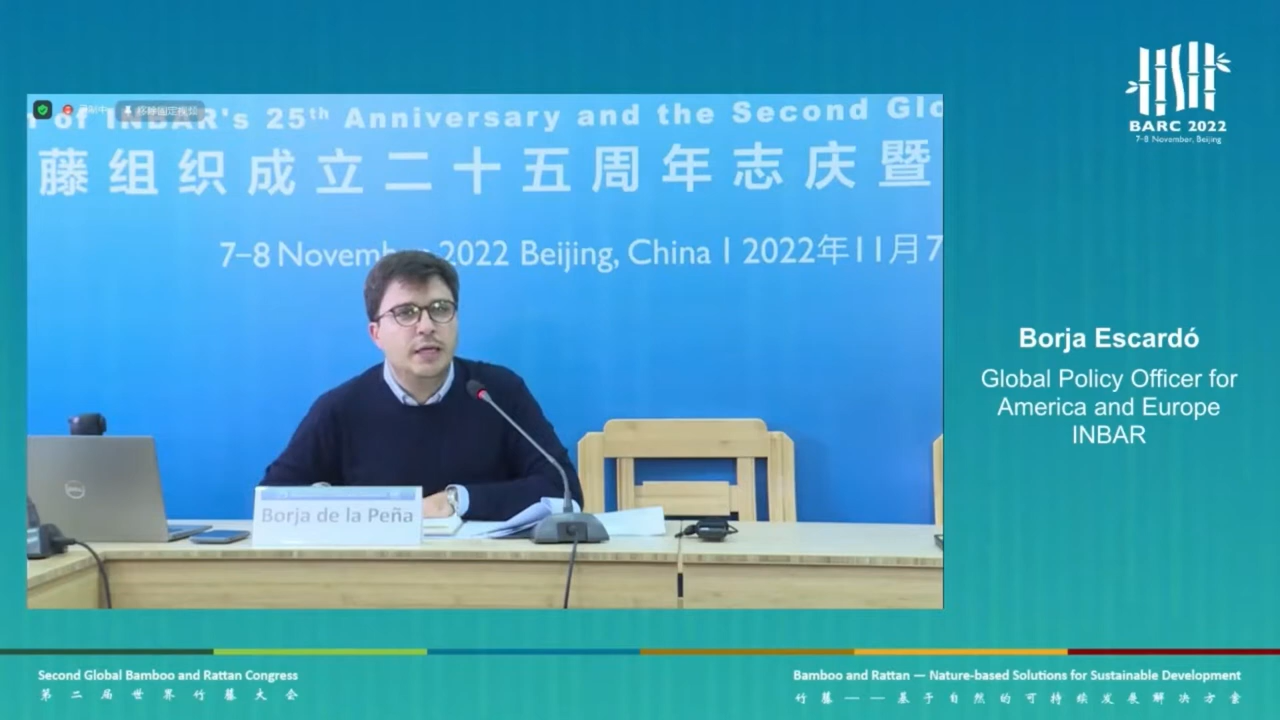 n of INBAR's 25th Anniversary and the Second Glo
藤组织成立二十五周年志庆暨
7–8 November 2022 Beijing, China | 2022年11月7
DELL
Borja de la Peña
BARC 2022
7–8 November, Beijing
Borja Escardó
Global Policy Officer for
America and Europe
INBAR
Second Global Bamboo and Rattan Congress
第二届世界竹藤大会
Bamboo and Rattan — Nature-based Solutions for Sustainable Development
竹藤——基于自然的可持续发展解决方案